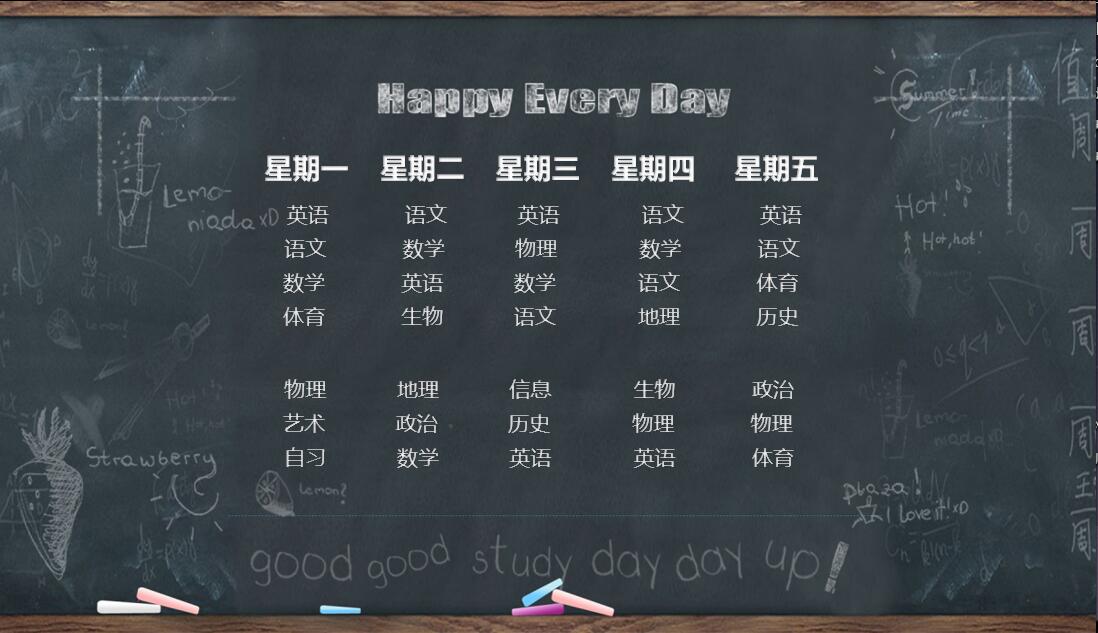 Happy Every Day
星期一 星期二 星期三 星期四 星期五
英语 语文 英语 语文 英语
语文 数学 物理 数学 语文
数学 英语 数学 语文 体育
体育 生物 语文 地理 历史
物理 地理 信息 生物 政治
艺术 政治 历史 物理 物理
自习 数学 英语 英语 体育
Lemo-
niada xD
Strawberry
Lemon?
Summer!
Time
Hot!
Hot, hot!
Lemo-
niada xD
plaza!
I love it! xD
good good study day day up!